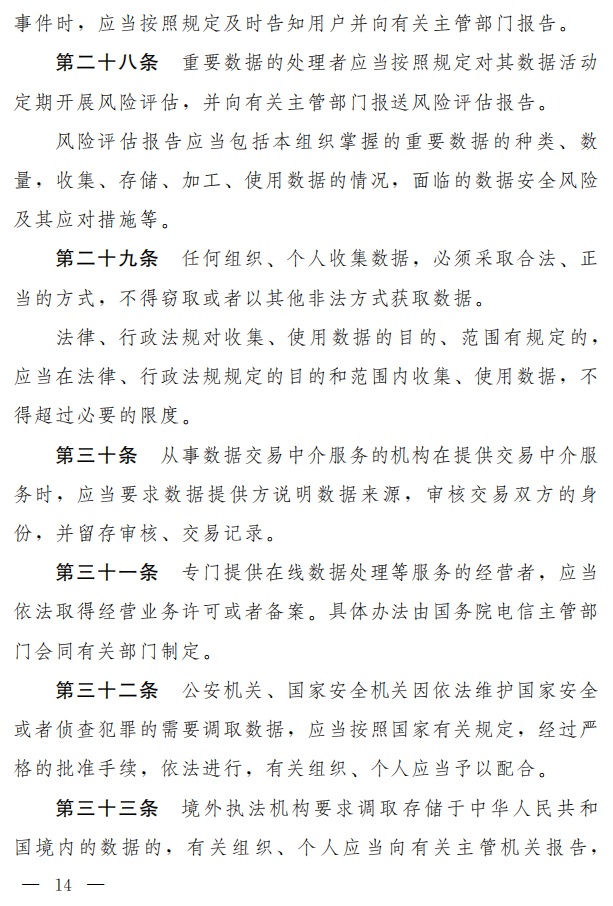 事件时，应当按照规定及时告知用户并向有关主管部门报告。
第二十八条　重要数据的处理者应当按照规定对其数据活动
定期开展风险评估，并向有关主管部门报送风险评估报告。
风险评估报告应当包括本组织掌握的重要数据的种类、数
量，收集、存储、加工、使用数据的情况，面临的数据安全风险
及其应对措施等。
第二十九条　任何组织、个人收集数据，必须采取合法、正
当的方式，不得窃取或者以其他非法方式获取数据。
法律、行政法规对收集、使用数据的目的、范围有规定的，
应当在法律、行政法规规定的目的和范围内收集、使用数据，不
得超过必要的限度。
第三十条　从事数据交易中介服务的机构在提供交易中介服
务时，应当要求数据提供方说明数据来源，审核交易双方的身
份，并留存审核、交易记录。
第三十一条　专门提供在线数据处理等服务的经营者，应当
依法取得经营业务许可或者备案。具体办法由国务院电信主管部
门会同有关部门制定。
第三十二条　公安机关、国家安全机关因依法维护国家安全
或者侦查犯罪的需要调取数据，应当按照国家有关规定，经过严
格的批准手续，依法进行，有关组织、个人应当予以配合。
第三十三条　境外执法机构要求调取存储于中华人民共和
国境内的数据的，有关组织、个人应当向有关主管机关报告，
— 14 —